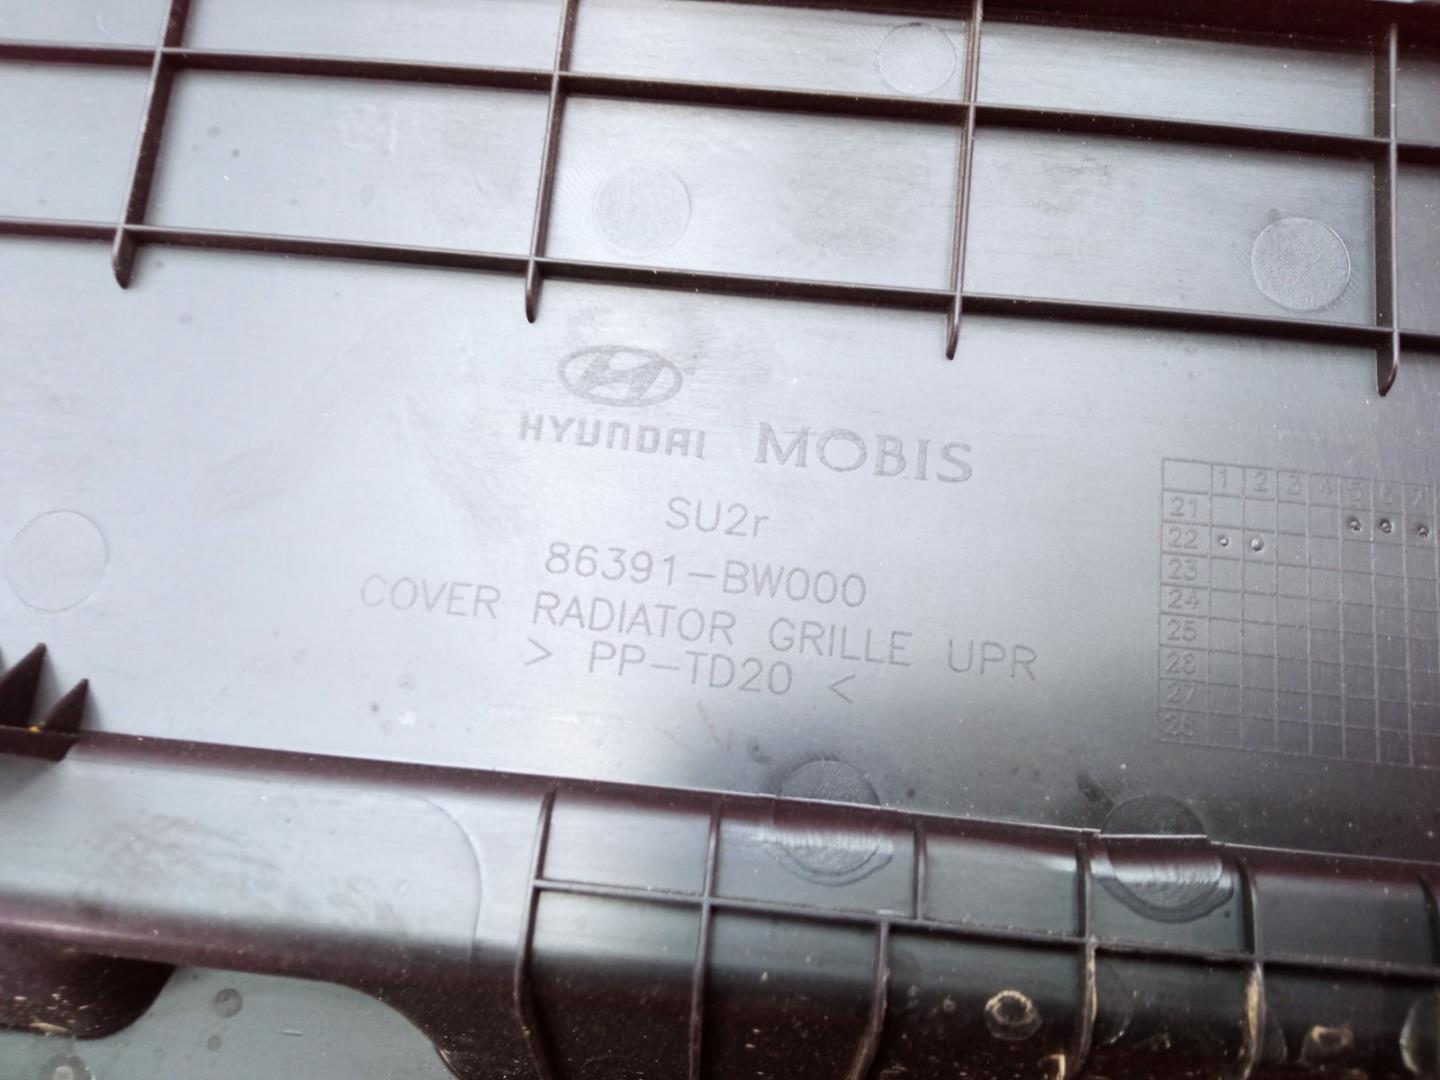 HYUNDAI MOBIS
SU2r
86391-BW000
COVER RADIATOR GRILLE UPR
> PP-TD20 <
1 2 3 4 5 6 7
21
22
23
24
25
26
27
28